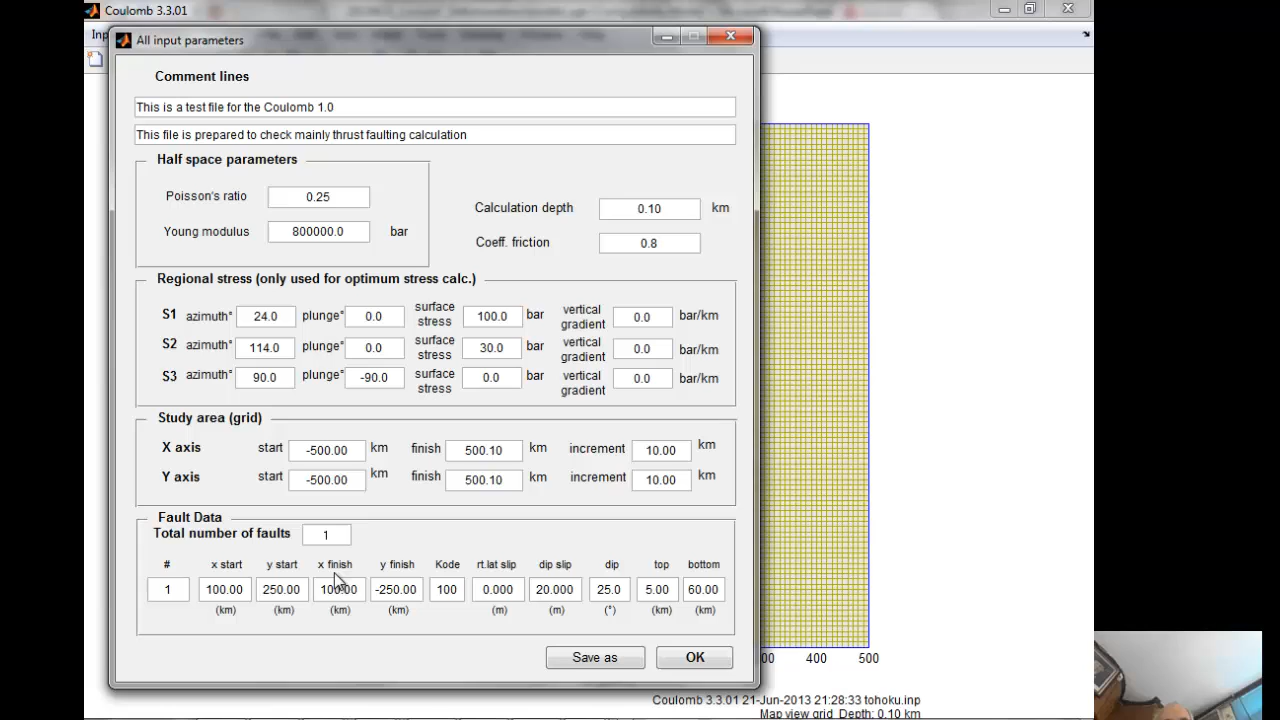 Coulomb 3.3.01
Inp
All input parameters
Comment lines
This is a test file for the Coulomb 1.0
This file is prepared to check mainly thrust faulting calculation
Half space parameters
Poisson's ratio 0.25
Young modulus 800000.0 bar
Calculation depth 0.10 km
Coeff. friction 0.8
Regional stress (only used for optimum stress calc.)
S1 azimuth° 24.0 plunge° 0.0 surface stress 100.0 bar vertical gradient 0.0 bar/km
S2 azimuth° 114.0 plunge° 0.0 surface stress 30.0 bar vertical gradient 0.0 bar/km
S3 azimuth° 90.0 plunge° -90.0 surface stress 0.0 bar vertical gradient 0.0 bar/km
Study area (grid)
X axis start -500.00 km finish 500.10 km increment 10.00 km
Y axis start -500.00 km finish 500.10 km increment 10.00 km
Fault Data
Total number of faults 1
# x start y start x finish y finish Kode rt.lat slip dip slip dip top bottom
1 100.00 250.00 -250.00 100 0.000 20.000 25.0 5.00 60.00
(km) (km) (km) (km) (m) (m) (°) (km) (km)
Save as OK
00 400 500
Coulomb 3.3.01 21-Jun-2013 21:28:33 tohoku.inp
Map view grid Depth: 0.10 km